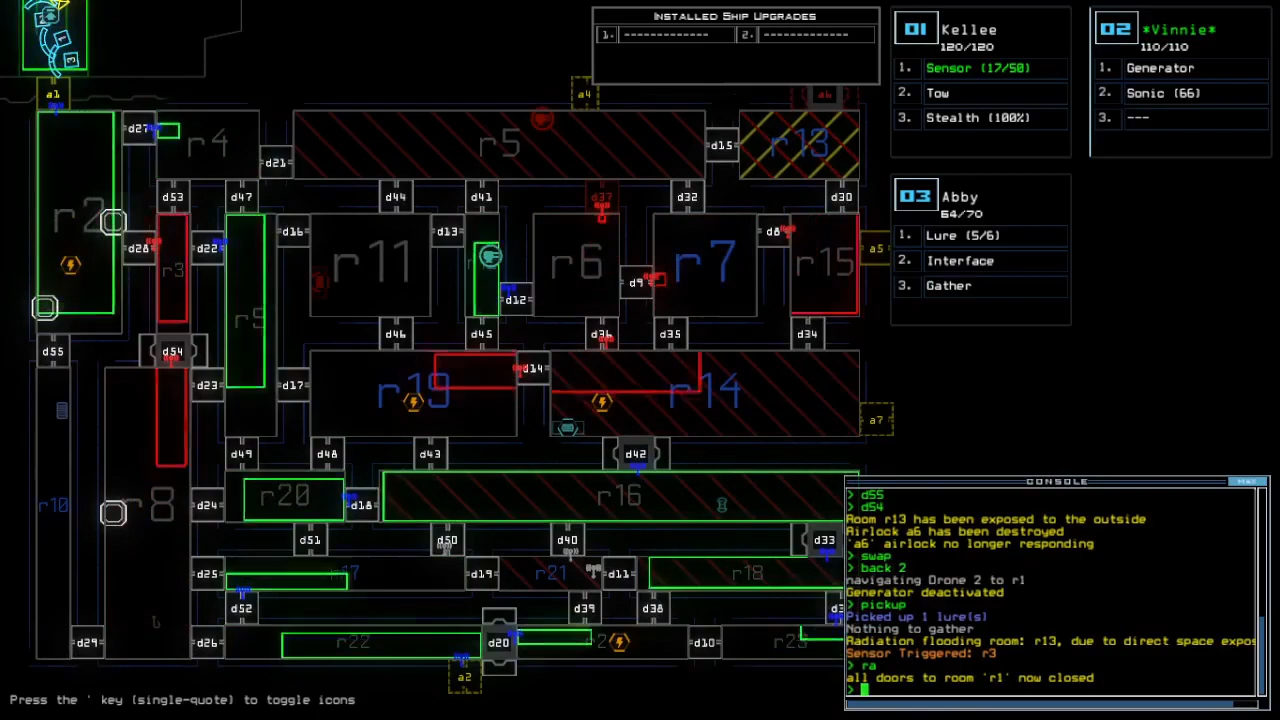 Installed Ship Upgrades
1. ------------- 2. -------------
01 Kellee
120/120
1. Sensor (17/50)
2. Tow
3. Stealth (100%)
02 *Vinnie*
110/110
1. Generator
2. Sonic (66)
3. ---
03 Abby
64/70
1. Lure (5/6)
2. Interface
3. Gather
a1 a4 a6
d27 r4 d21 r5 d15 r13
d53 d47 d44 d41 d37 d32 d30
r2 d28 r3 d22 d16 r11 d13 r6 r7 d8 r15 a5
d9
d12
d55 d54 d46 d45 d36 d35 d34
d23 d17 r19 d14 r14
a7
d49 d48 d43 d42
r10 r8 d24 r20 d18 r16
d51 d50 d40 d33
d25 r17 d19 r21 d11 r18
d52 d39 d38
d29 d26 r22 d20 d10
a2
CONSOLE
> d55
> d54
Room r13 has been exposed to the outside
Airlock a6 has been destroyed
'a6' airlock no longer responding
> swap
> back 2
navigating Drone 2 to r1
Generator deactivated
> pickup
Picked up 1 lure(s)
Nothing to gather
Radiation flooding room: r13, due to direct space expos
Sensor Triggered: r3
> ra
all doors to room 'r1' now closed
>
Press the ' key (single-quote) to toggle icons